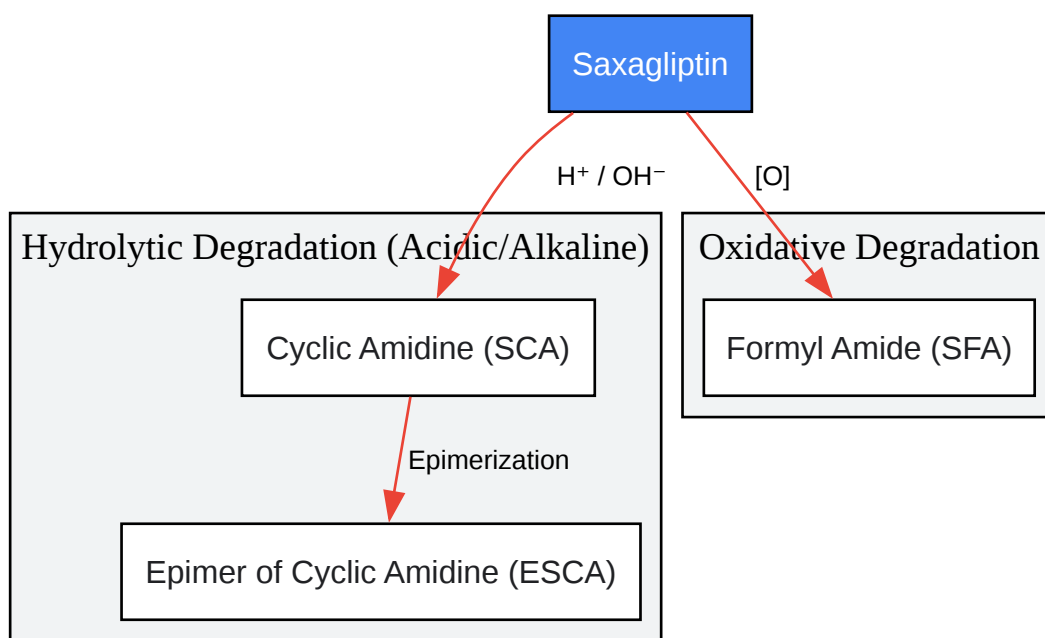 Saxagliptin
H⁺ / OH⁻
[O]
Hydrolytic Degradation (Acidic/Alkaline)
Oxidative Degradation
Cyclic Amidine (SCA)
Formyl Amide (SFA)
Epimerization
Epimer of Cyclic Amidine (ESCA)